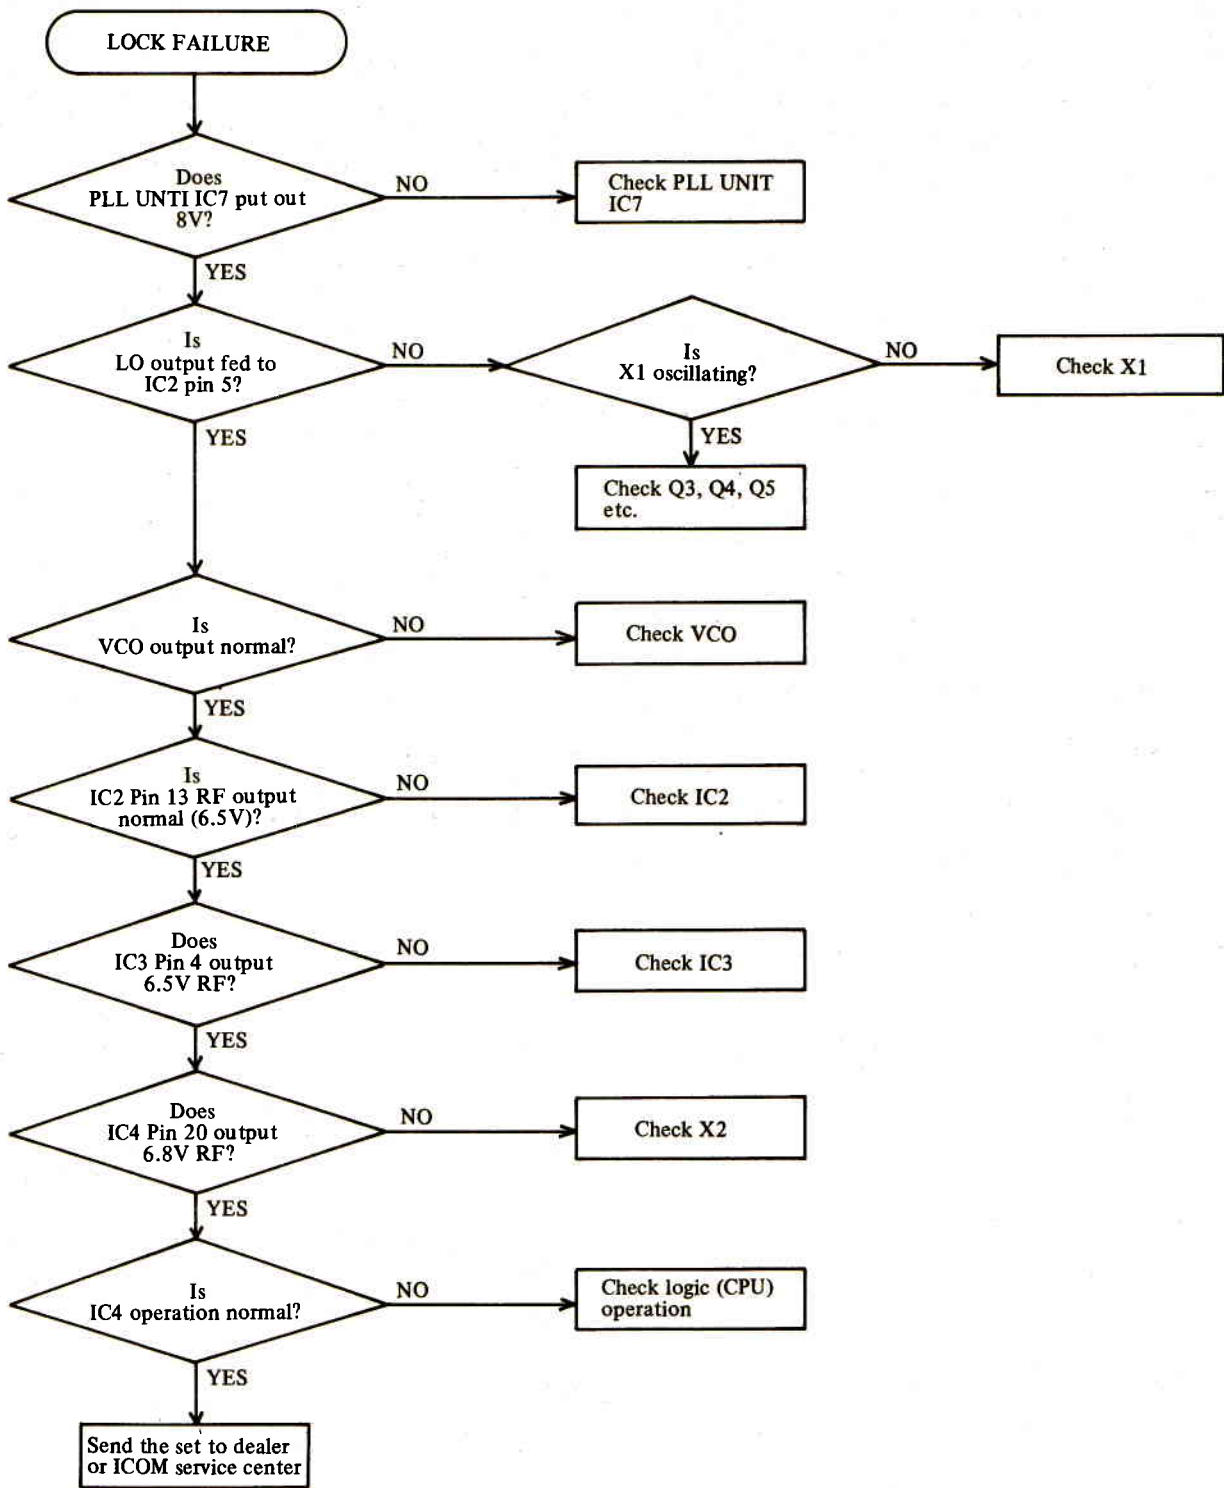 LOCK FAILURE
Does
PLL UNTI IC7 put out
8V?
NO
Check PLL UNIT
IC7
YES
Is
LO output fed to
IC2 pin 5?
NO
Is
X1 oscillating?
NO
Check X1
YES
YES
Check Q3, Q4, Q5
etc.
Is
VCO output normal?
NO
Check VCO
YES
Is
IC2 Pin 13 RF output
normal (6.5V)?
NO
Check IC2
YES
Does
IC3 Pin 4 output
6.5V RF?
NO
Check IC3
YES
Does
IC4 Pin 20 output
6.8V RF?
NO
Check X2
YES
Is
IC4 operation normal?
NO
Check logic (CPU)
operation
YES
Send the set to dealer
or ICOM service center